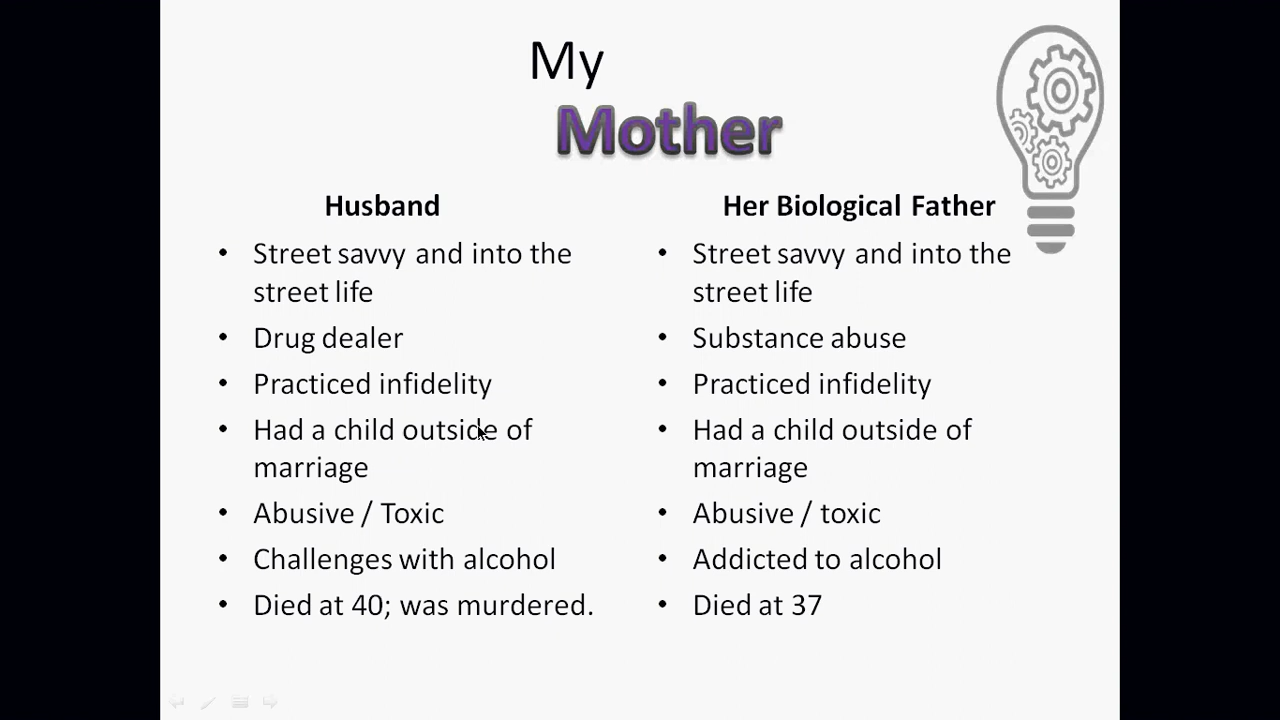 My
Mother
Husband
• Street savvy and into the
street life
• Drug dealer
• Practiced infidelity
• Had a child outside of
marriage
• Abusive / Toxic
• Challenges with alcohol
• Died at 40; was murdered.
Her Biological Father
• Street savvy and into the
street life
• Substance abuse
• Practiced infidelity
• Had a child outside of
marriage
• Abusive / toxic
• Addicted to alcohol
• Died at 37